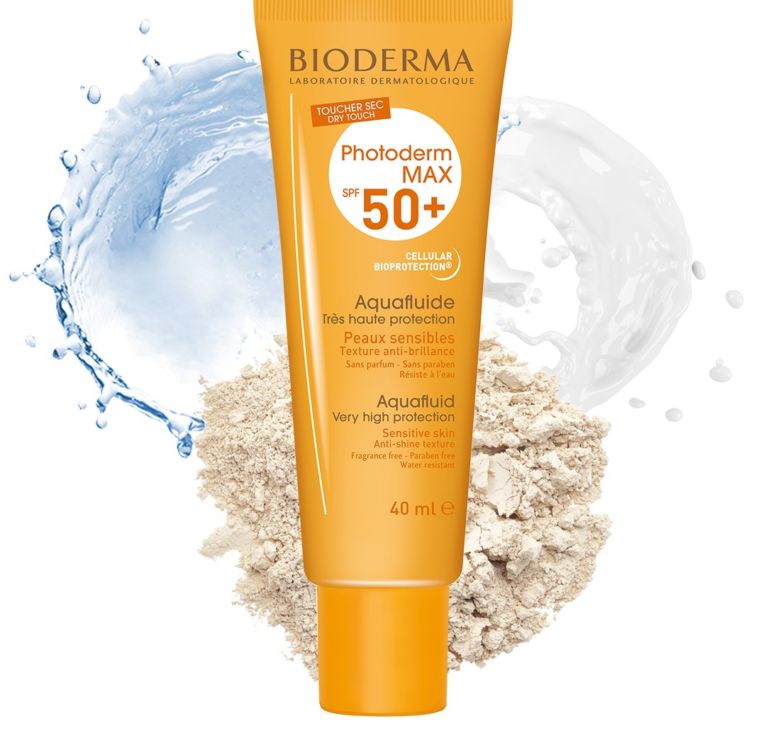 BIODERMA
LABORATOIRE DERMATOLOGIQUE
TOUCHER SEC
DRY TOUCH
Photoderm
MAX
SPF 50+
CELLULAR
BIOPROTECTION®
Aquafluide
Très haute protection
Peaux sensibles
Texture anti-brillance
Sans parfum - Sans paraben
Résiste à l'eau
Aquafluid
Very high protection
Sensitive skin
Anti-shine texture
Fragrance free - Paraben free
Water resistant
40 ml ℮